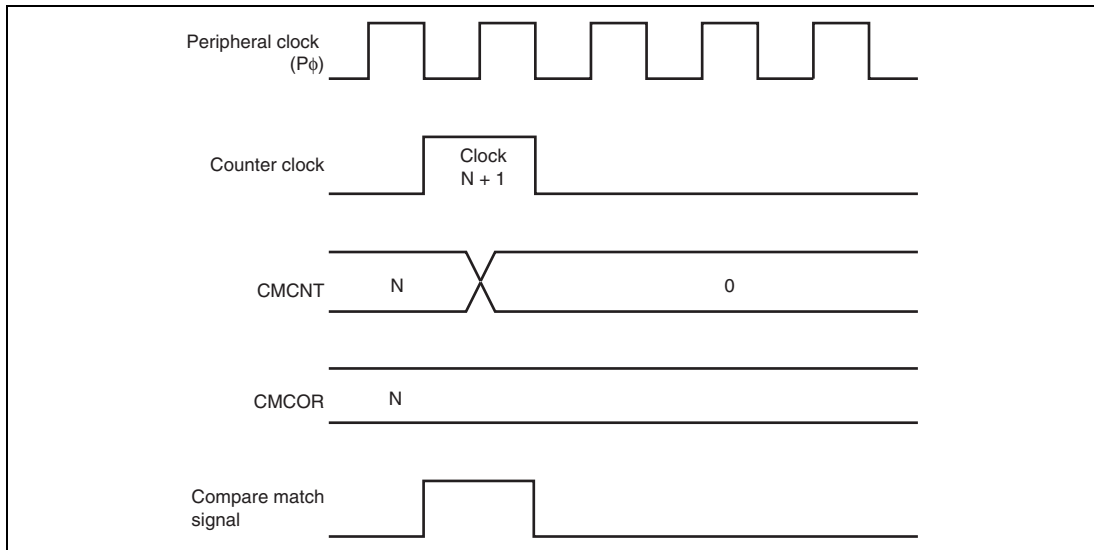 Peripheral clock
(Pϕ)
Counter clock
Clock
N + 1
CMCNT
N
0
CMCOR
N
Compare match
signal